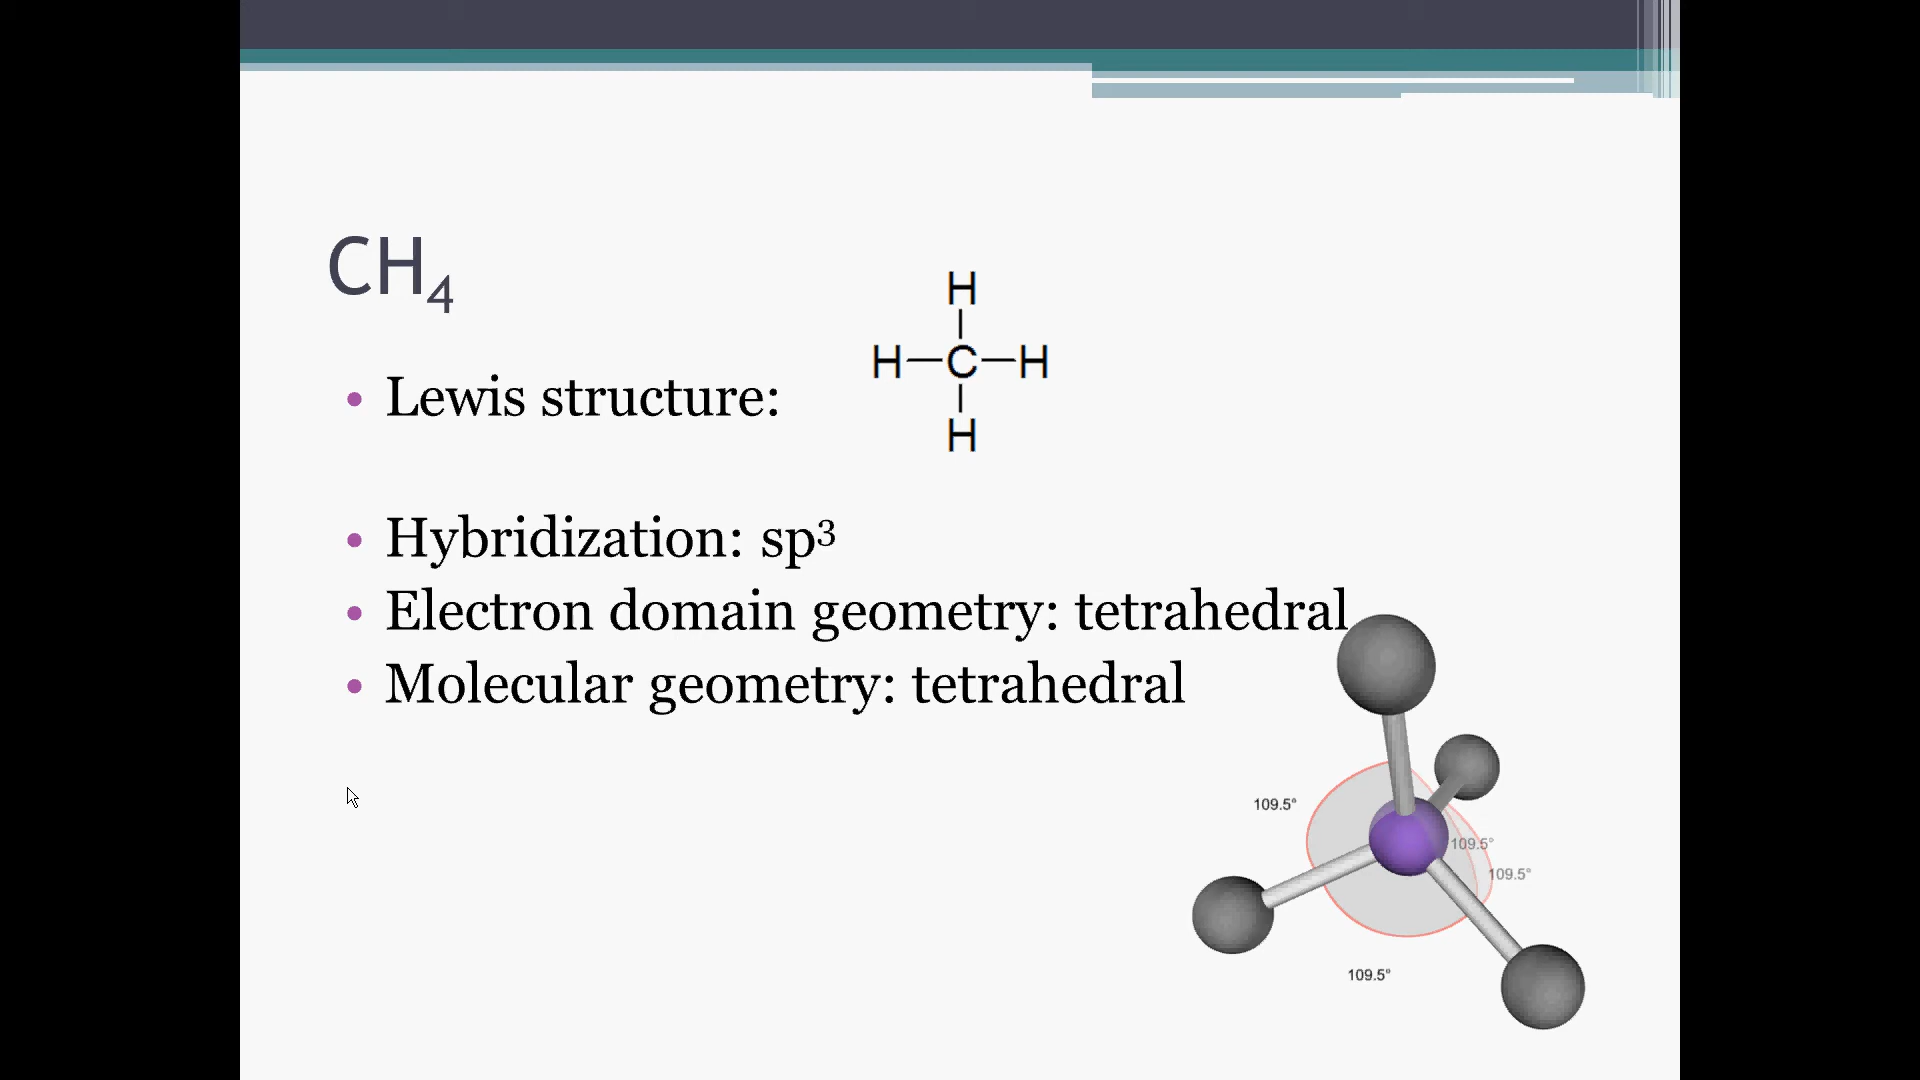 CH₄
H
H—C—H
H
• Lewis structure:
• Hybridization: sp³
• Electron domain geometry: tetrahedral
• Molecular geometry: tetrahedral
109.5°
109.5°
109.5°
109.5°